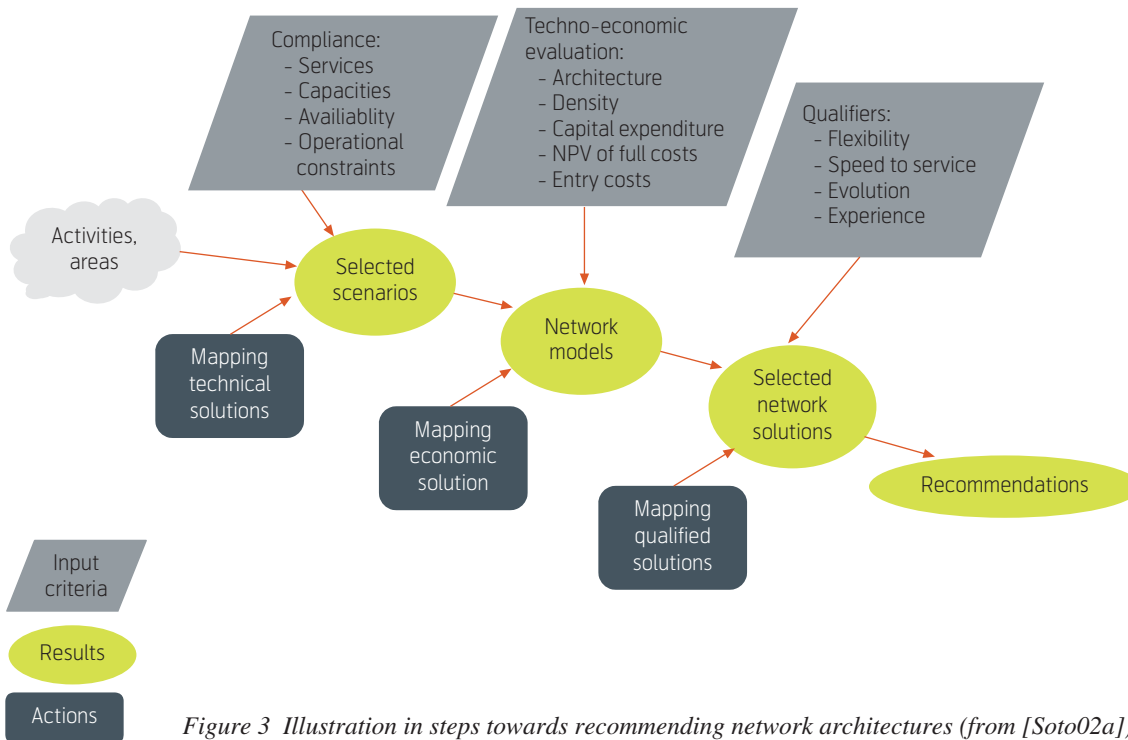 Compliance:
- Services
- Capacities
- Availiablity
- Operational
constraints
Techno-economic
evaluation:
- Architecture
- Density
- Capital expenditure
- NPV of full costs
- Entry costs
Qualifiers:
- Flexibility
- Speed to service
- Evolution
- Experience
Activities,
areas
Selected
scenarios
Network
models
Selected
network
solutions
Recommendations
Mapping
technical
solutions
Mapping
economic
solution
Mapping
qualified
solutions
Input
criteria
Results
Actions
Figure 3 Illustration in steps towards recommending network architectures (from [Soto02a])